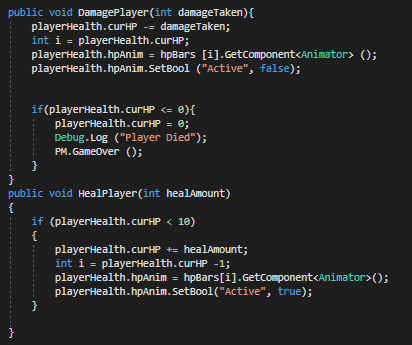 public void DamagePlayer(int damageTaken){
playerHealth.curHP -= damageTaken;
int i = playerHealth.curHP;
playerHealth.hpAnim = hpBars [i].GetComponent<Animator> ();
playerHealth.hpAnim.SetBool ("Active", false);
if(playerHealth.curHP <= 0){
playerHealth.curHP = 0;
Debug.Log ("Player Died");
PM.GameOver ();
}
}
public void HealPlayer(int healAmount)
{
if (playerHealth.curHP < 10)
{
playerHealth.curHP += healAmount;
int i = playerHealth.curHP -1;
playerHealth.hpAnim = hpBars[i].GetComponent<Animator>();
playerHealth.hpAnim.SetBool("Active", true);
}
}